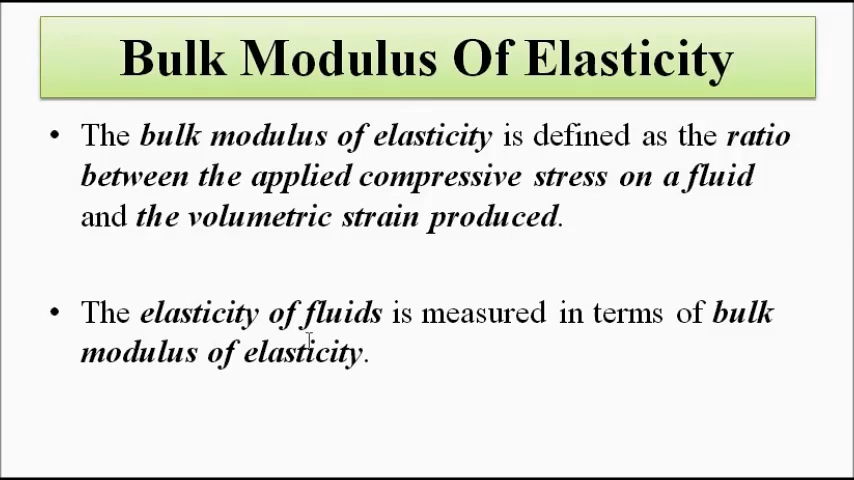 Bulk Modulus Of Elasticity
• The bulk modulus of elasticity is defined as the ratio
between the applied compressive stress on a fluid
and the volumetric strain produced.
• The elasticity of fluids is measured in terms of bulk
modulus of elasticity.